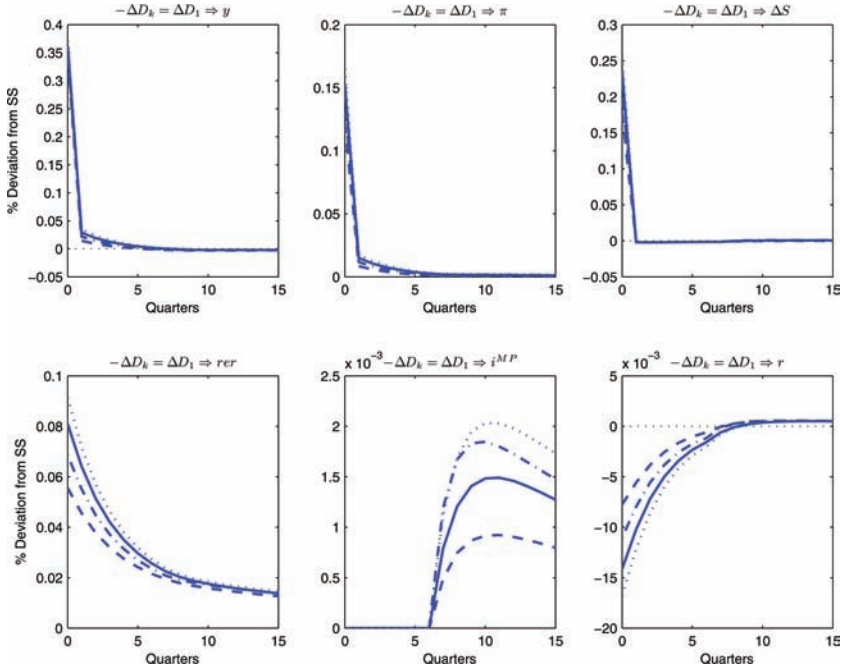 −ΔD_k = ΔD_1 ⇒ y
−ΔD_k = ΔD_1 ⇒ π
−ΔD_k = ΔD_1 ⇒ ΔS
% Deviation from SS
0.4
0.35
0.3
0.25
0.2
0.15
0.1
0.05
0
−0.05
0 5 10 15
Quarters
0.2
0.15
0.1
0.05
0
0 5 10 15
Quarters
0.3
0.25
0.2
0.15
0.1
0.05
0
−0.05
0 5 10 15
Quarters
−ΔD_k = ΔD_1 ⇒ rer
x 10^−3 −ΔD_k = ΔD_1 ⇒ i^MP
x 10^−3 −ΔD_k = ΔD_1 ⇒ r
% Deviation from SS
0.1
0.08
0.06
0.04
0.02
0
0 5 10 15
Quarters
2.5
2
1.5
1
0.5
0
0 5 10 15
Quarters
5
0
−5
−10
−15
−20
0 5 10 15
Quarters